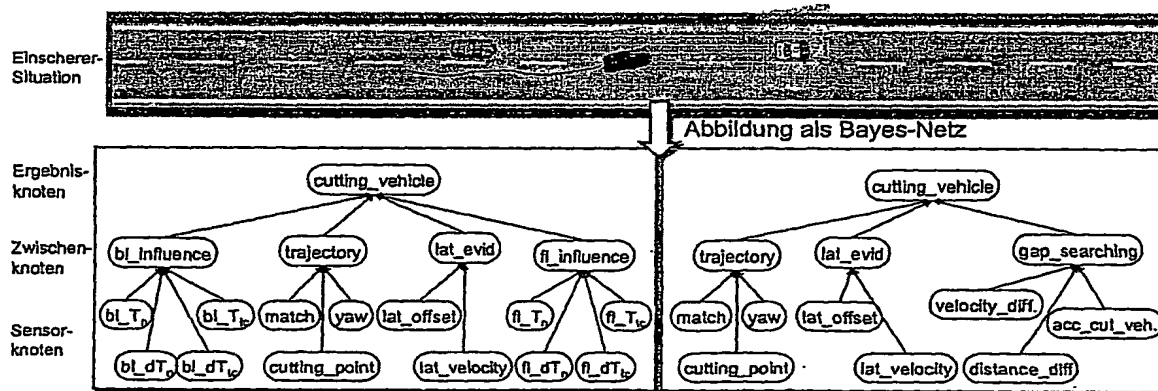 Einscherer-
Situation
Abbildung als Bayes-Netz
Ergebnis-
knoten
cutting_vehicle
cutting_vehicle
Zwischen-
knoten
bl_influence
trajectory
lat_evid
fl_influence
trajectory
lat_evid
gap_searching
Sensor-
knoten
bl_Tp
bl_Ttc
match
yaw
lat_offset
fl_Tp
fl_Ttc
match
yaw
lat_offset
velocity_diff.
acc_cut_veh.
bl_dTp
bl_dTtc
cutting_point
lat_velocity
fl_dTp
fl_dTtc
cutting_point
lat_velocity
distance_diff